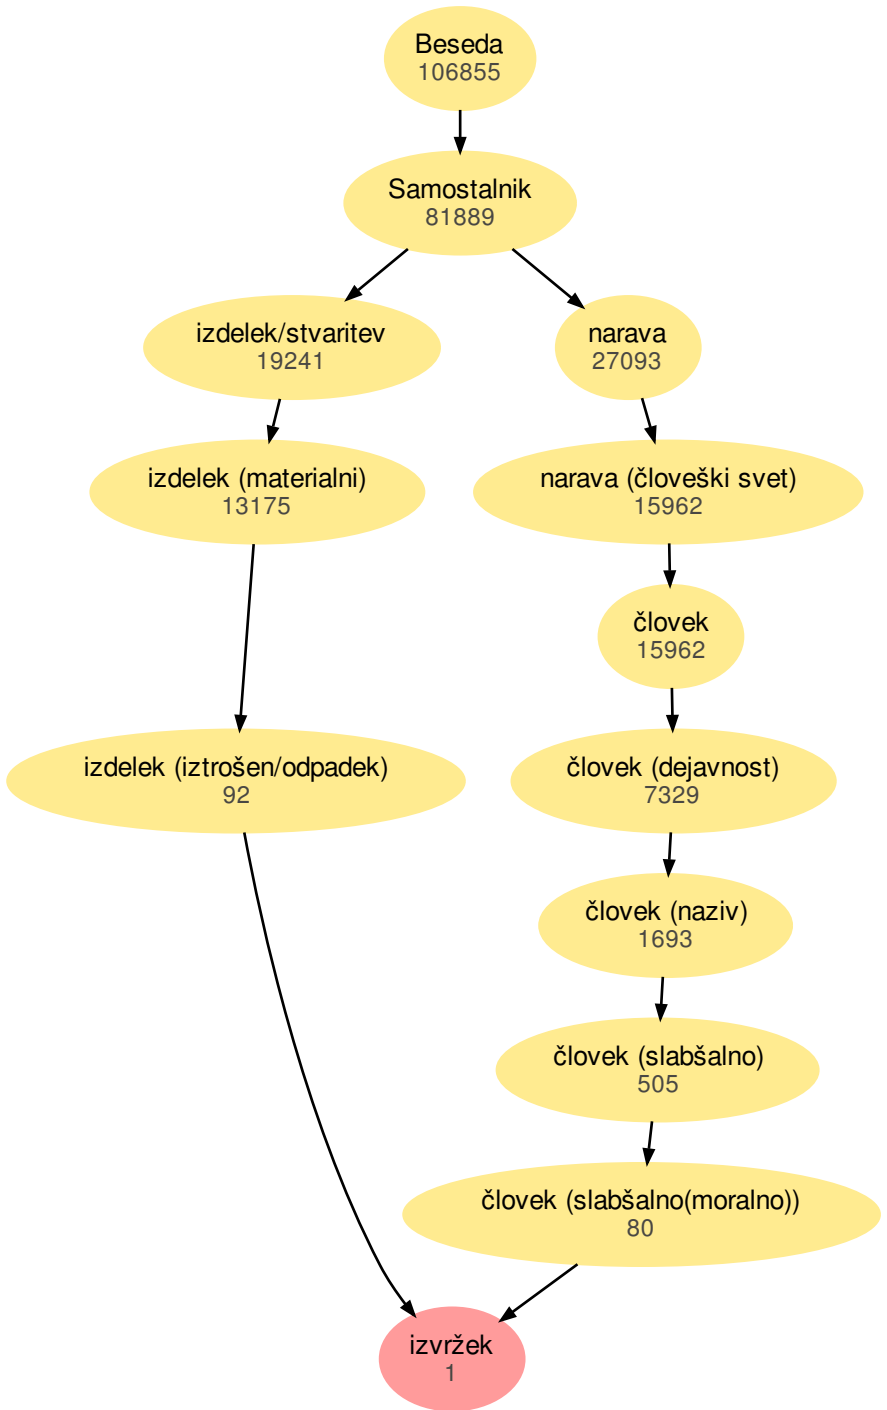 Beseda
106855
Samostalnik
81889
izdelek/stvaritev
19241
narava
27093
izdelek (materialni)
13175
narava (človeški svet)
15962
človek
15962
izdelek (iztrošen/odpadek)
92
človek (dejavnost)
7329
človek (naziv)
1693
človek (slabšalno)
505
človek (slabšalno(moralno))
80
izvržek
1